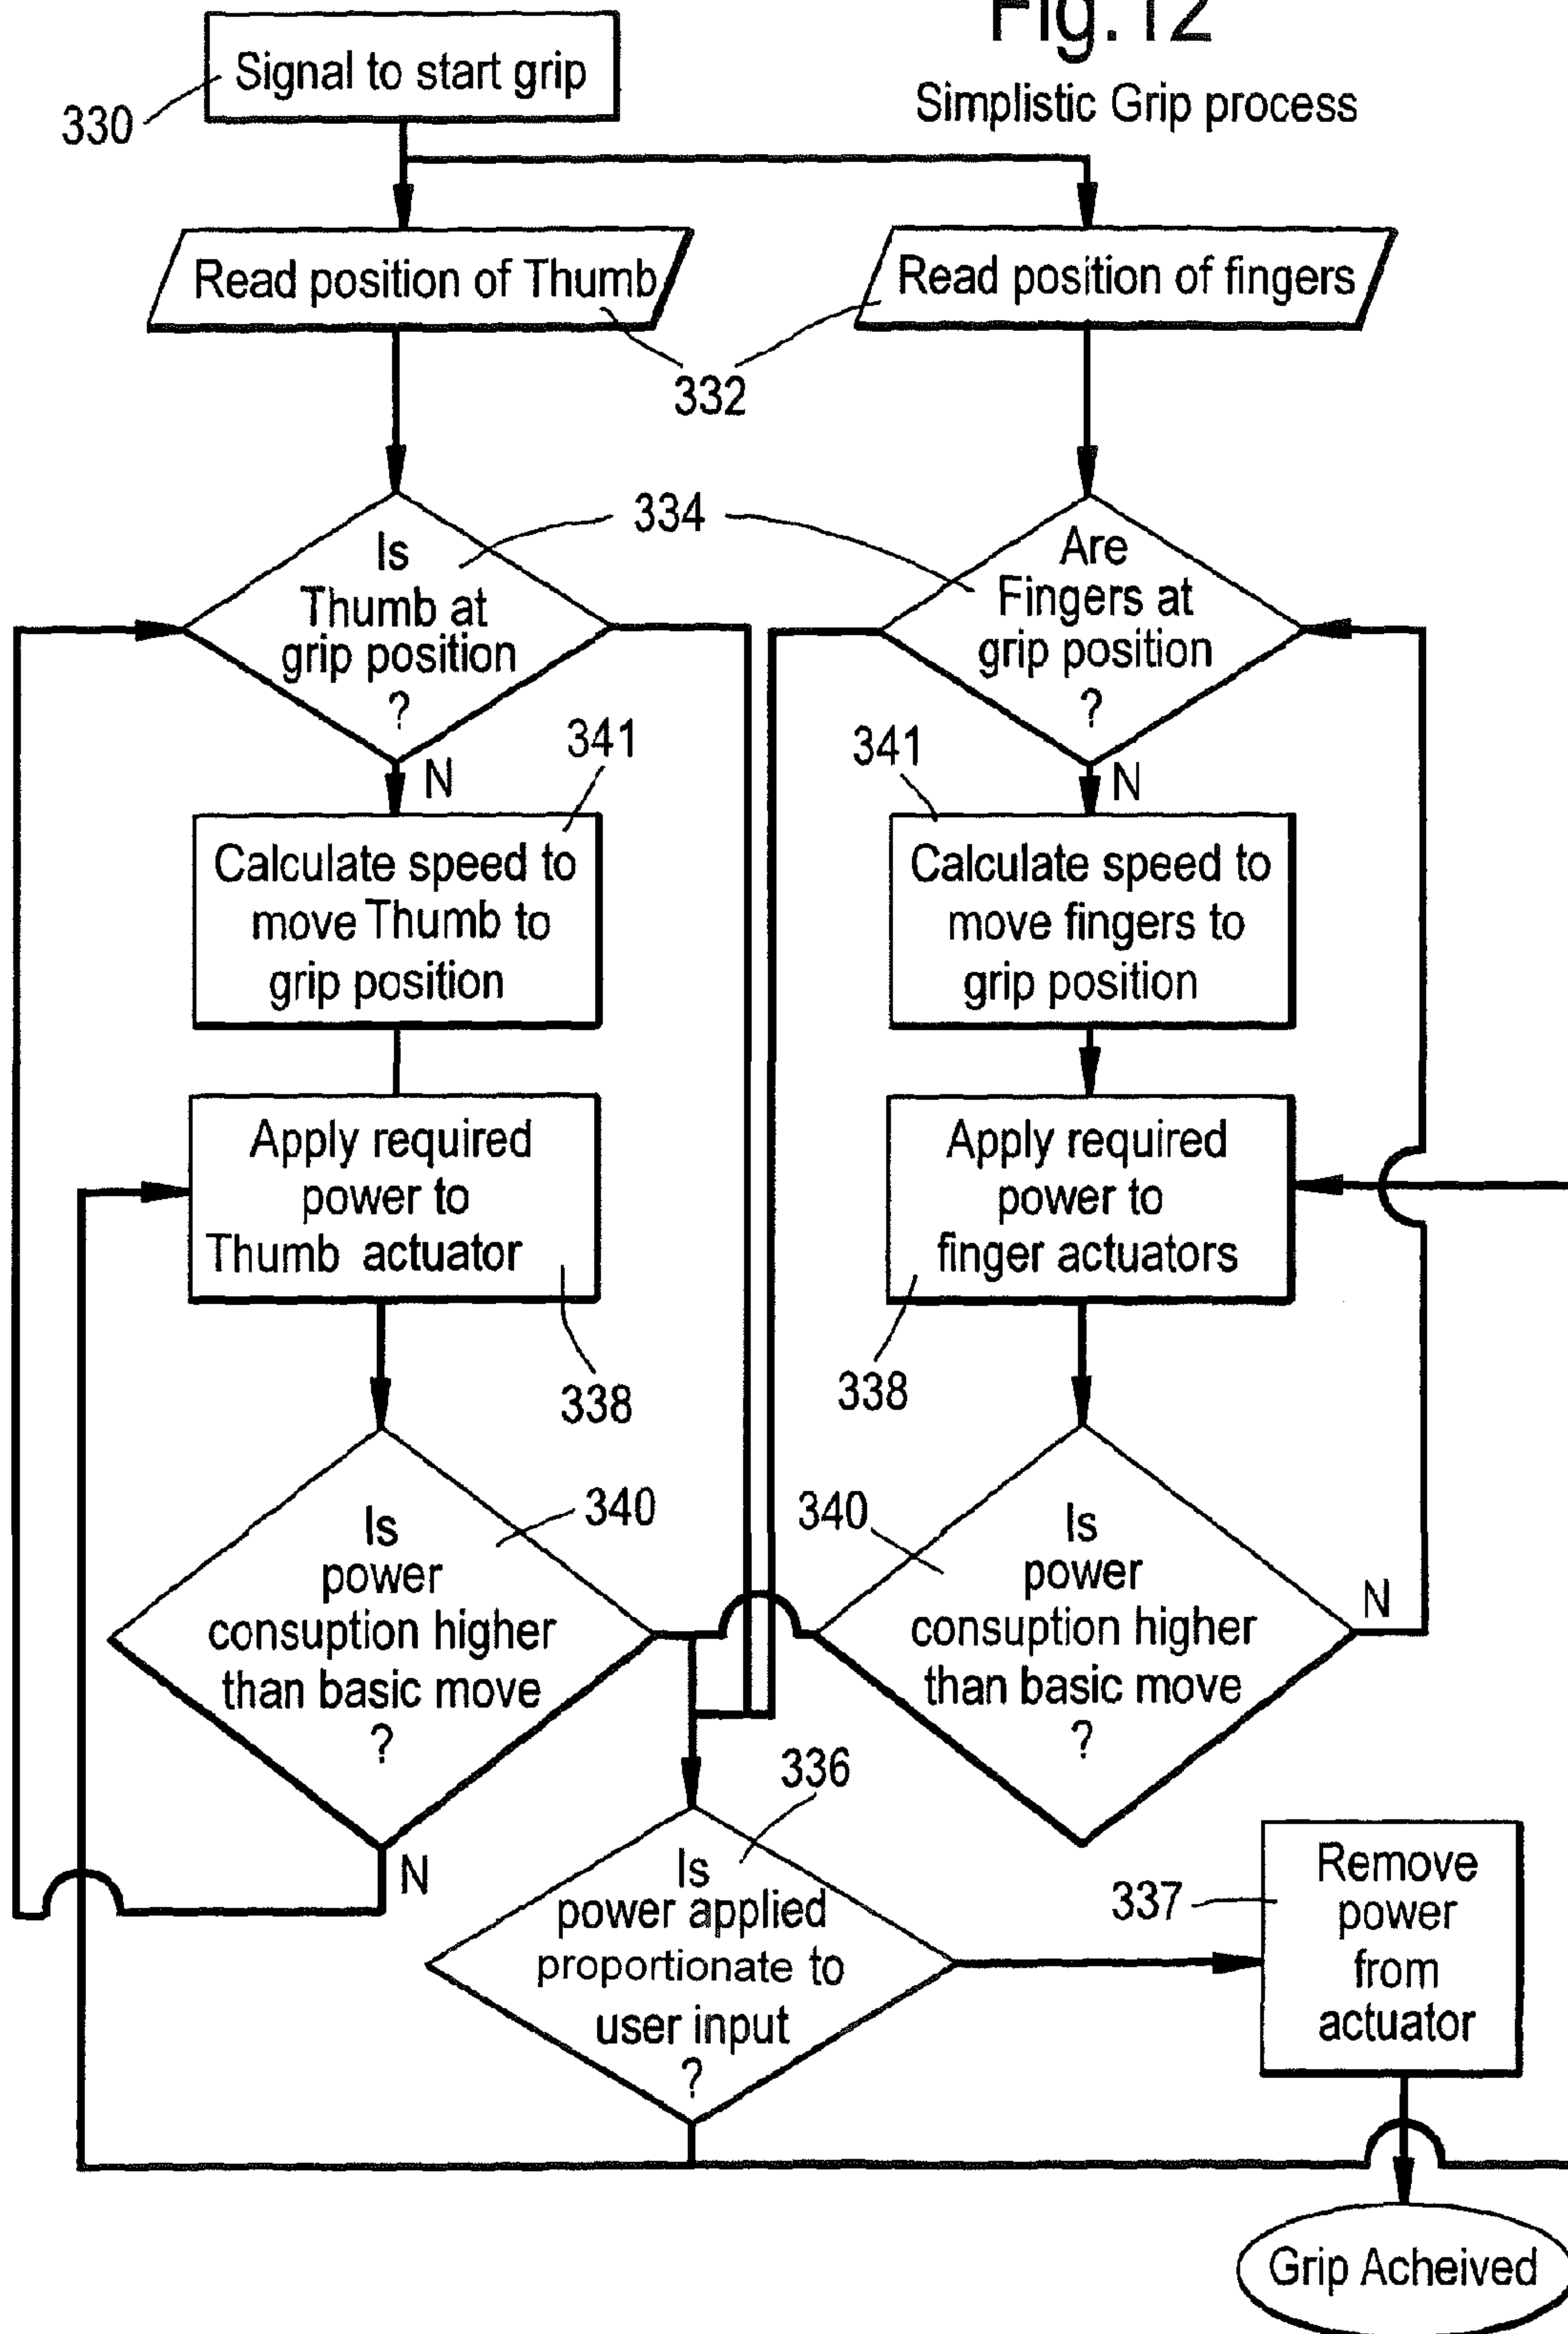 Fig.12
Simplistic Grip process
Signal to start grip
330
Read position of Thumb
Read position of fingers
332
334
Is
Thumb at
grip position
?
Are
Fingers at
grip position
?
N
341
341
N
Calculate speed to
move Thumb to
grip position
Calculate speed to
move fingers to
grip position
Apply required
power to
Thumb actuator
Apply required
power to
finger actuators
338
338
Is
power
consuption higher
than basic move
?
340
340
Is
power
consuption higher
than basic move
?
N
N
336
Is
power applied
proportionate to
user input
?
337
Remove
power
from
actuator
Grip Acheived